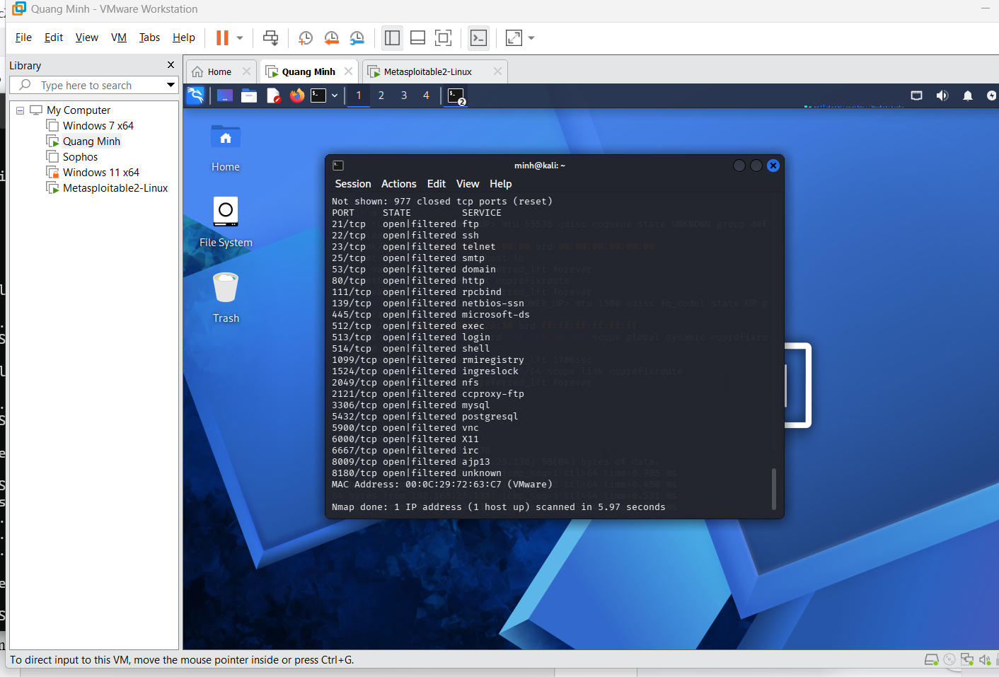 Quang Minh - VMware Workstation
File Edit View VM Tabs Help
Library
Type here to search
My Computer
Windows 7 x64
Quang Minh
Sophos
Windows 11 x64
Metasploitable2-Linux
Home
Quang Minh
Metasploitable2-Linux
1 2 3 4
2
Home
File System
Trash
minh@kali: ~
Session Actions Edit View Help
Not shown: 977 closed tcp ports (reset)
PORT STATE SERVICE
21/tcp open|filtered ftp
22/tcp open|filtered ssh
23/tcp open|filtered telnet
25/tcp open|filtered smtp
53/tcp open|filtered domain
80/tcp open|filtered http
111/tcp open|filtered rpcbind
139/tcp open|filtered netbios-ssn
445/tcp open|filtered microsoft-ds
512/tcp open|filtered exec
513/tcp open|filtered login
514/tcp open|filtered shell
1099/tcp open|filtered rmiregistry
1524/tcp open|filtered ingreslock
2049/tcp open|filtered nfs
2121/tcp open|filtered ccproxy-ftp
3306/tcp open|filtered mysql
5432/tcp open|filtered postgresql
5900/tcp open|filtered vnc
6000/tcp open|filtered X11
6667/tcp open|filtered irc
8009/tcp open|filtered ajp13
8180/tcp open|filtered unknown
MAC Address: 00:0C:29:72:63:C7 (VMware)
Nmap done: 1 IP address (1 host up) scanned in 5.97 seconds
To direct input to this VM, move the mouse pointer inside or press Ctrl+G.